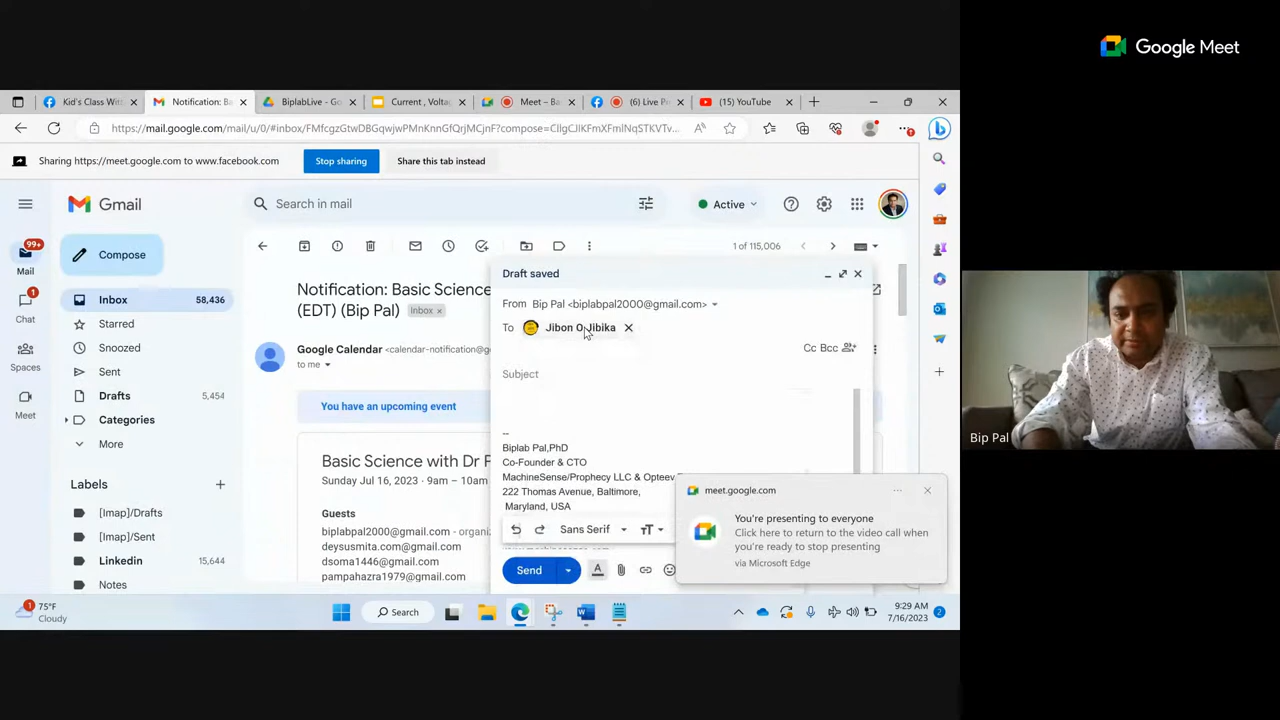 Google Meet
Kid's Class Wit
Notification: Ba
BiplabLive - Go
Current , Voltag
Meet – Ba
(6) Live Pr
(15) YouTube
https://mail.google.com/mail/u/0/#inbox/
Sharing https://meet.google.com to www.facebook.com
Stop sharing
Share this tab instead
Gmail
Search in mail
Active
99+
Mail
Compose
1 of 115,006
Inbox 58,436
Starred
Snoozed
Sent
Drafts 5,454
Categories
More
1
Chat
Spaces
Meet
Labels
[Imap]/Drafts
[Imap]/Sent
Linkedin 15,644
Notes
Notification: Basic Science
(EDT) (Bip Pal) Inbox ×
Google Calendar <calendar-notification@g
to me
You have an upcoming event
Basic Science with Dr P
Sunday Jul 16, 2023 · 9am – 10am
Guests
biplabpal2000@gmail.com - organi
deysusmita.com@gmail.com
dsoma1446@gmail.com
pampahazra1979@gmail.com
Draft saved
From Bip Pal <biplabpal2000@gmail.com>
To Jibon O Jibika
Cc Bcc
Subject
--
Biplab Pal,PhD
Co-Founder & CTO
MachineSense/Prophecy LLC & Opteev
222 Thomas Avenue, Baltimore,
Maryland, USA
Sans Serif
Send
meet.google.com
You're presenting to everyone
Click here to return to the video call when
you're ready to stop presenting
via Microsoft Edge
Bip Pal
1
75°F
Cloudy
Search
9:29 AM
7/16/2023
2